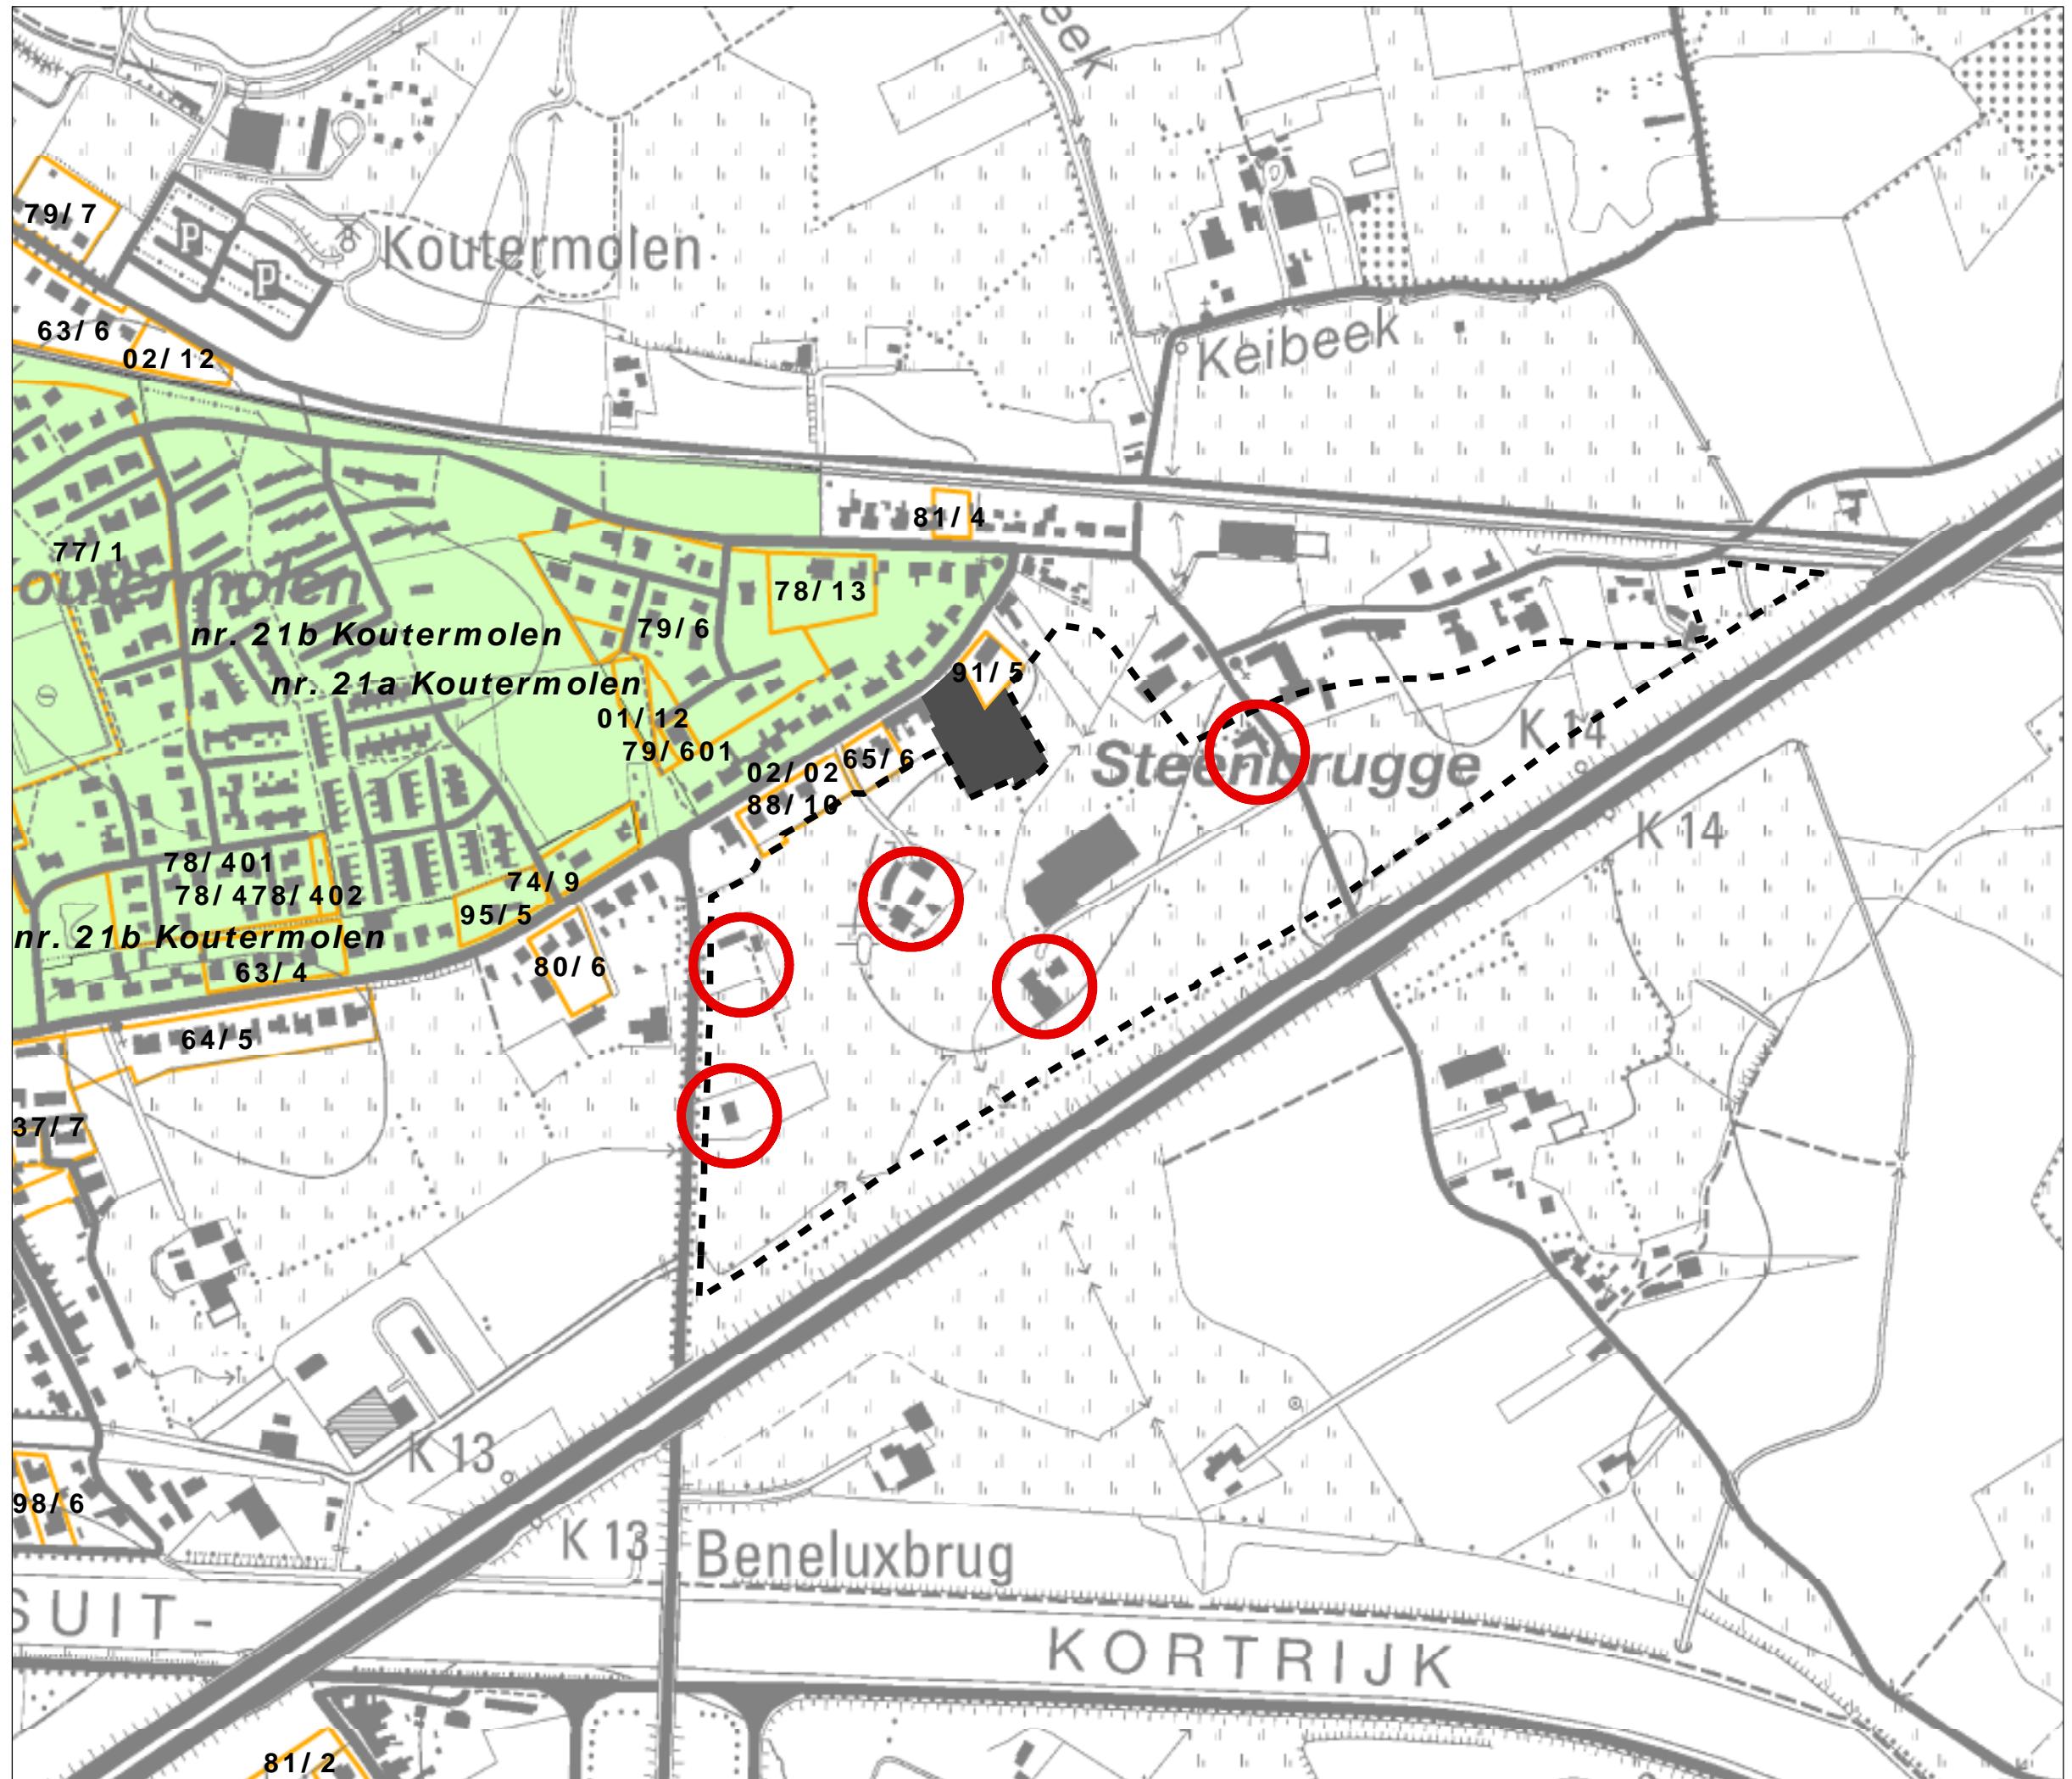 eek
79/ 7
P
P
Koutermolen
63/ 6
02/ 12
Keibeek
81/ 4
77/ 1
outermolen
78/ 13
nr. 21b Koutermolen
79/ 6
nr. 21a Koutermolen
91/ 5
01/ 12
79/ 601
K 14
02/ 02
65/ 6
Steenbrugge
88/ 10
K 14
78/ 401
78/ 478/ 402
74/ 9
95/ 5
nr. 21b Koutermolen
63/ 4
80/ 6
64/ 5
37/ 7
K 13
98/ 6
K 13
Beneluxbrug
SUIT-
KORTRIJK
81/ 2